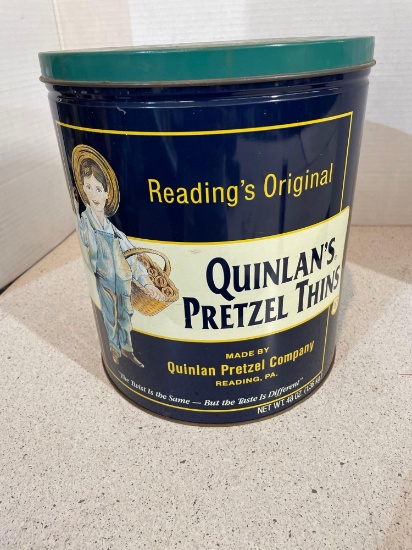 Reading's Original
QUINLAN'S
PRETZEL THINS
MADE BY
Quinlan Pretzel Company
READING, PA.
"The Twist is the Same — But the Taste is Different"
NET WT. 48 OZ.